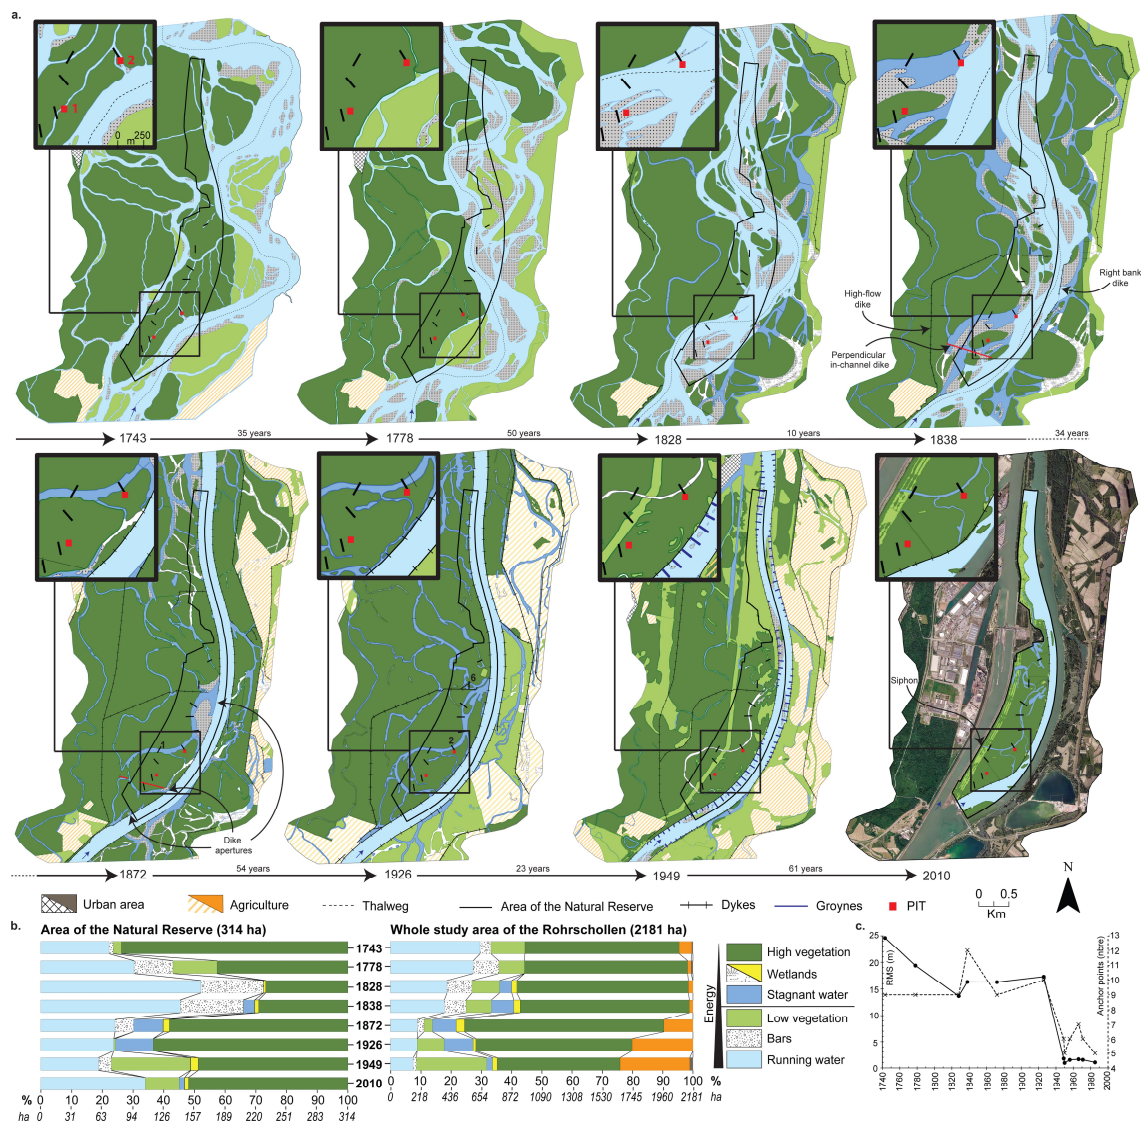 a.
2
1
0 m 250
High-flow
dike
Right bank
dike
Perpendicular
in-channel dike
1743
35 years
1778
50 years
1828
10 years
1838
34 years
6
1
2
Siphon
Dike
apertures
1872
54 years
1926
23 years
1949
61 years
2010
Urban area
Agriculture
Thalweg
Area of the Natural Reserve
Dykes
Groynes
PIT
0 0.5
Km
N
b.
Area of the Natural Reserve (314 ha)
Whole study area of the Rohrschollen (2181 ha)
1743
1778
1828
1838
1872
1926
1949
2010
% 0 10 20 30 40 50 60 70 80 90 100
ha 0 31 63 94 126 157 189 220 251 283 314
0 10 20 30 40 50 60 70 80 90 100 %
0 218 436 654 872 1090 1308 1530 1745 1960 2181 ha
Energy
High vegetation
Wetlands
Stagnant water
Low vegetation
Bars
Running water
c.
RMS (m)
25
20
15
10
5
0
Anchor points (nbre)
13
12
11
10
9
8
7
6
5
4
1740
1760
1780
1800
1820
1840
1860
1880
1900
1920
1940
1960
1980
2000